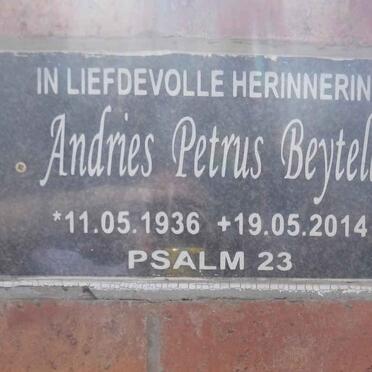 IN LIEFDEVOLLE HERINNERIN
Andries Petrus Beytel
*11.05.1936 +19.05.2014
PSALM 23